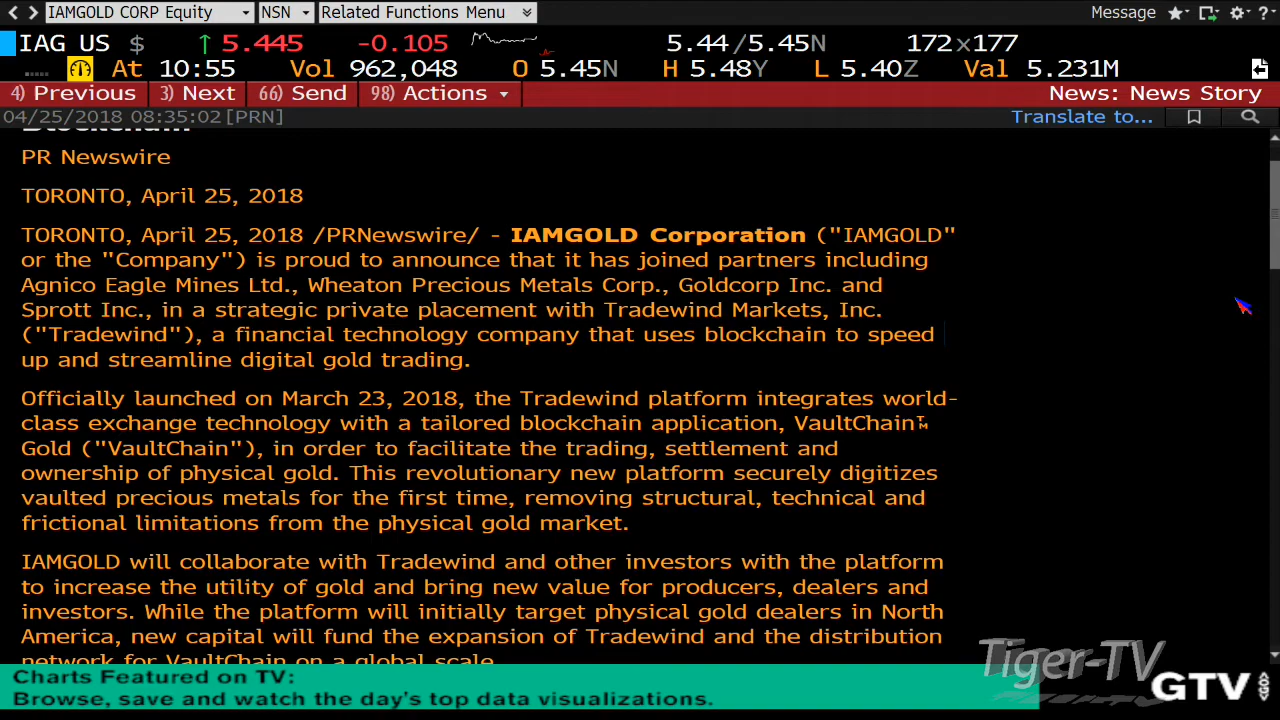 IAMGOLD CORP Equity NSN Related Functions Menu Message ?
IAG US $ ↑ 5.445 -0.105 5.44/5.45N 172x177
At 10:55 Vol 962,048 O 5.45N H 5.48Y L 5.40Z Val 5.231M
4) Previous 3) Next 66) Send 98) Actions News: News Story
04/25/2018 08:35:02 [PRN] Translate to...
Blockchain
PR Newswire
TORONTO, April 25, 2018
TORONTO, April 25, 2018 /PRNewswire/ - IAMGOLD Corporation ("IAMGOLD"
or the "Company") is proud to announce that it has joined partners including
Agnico Eagle Mines Ltd., Wheaton Precious Metals Corp., Goldcorp Inc. and
Sprott Inc., in a strategic private placement with Tradewind Markets, Inc.
("Tradewind"), a financial technology company that uses blockchain to speed
up and streamline digital gold trading.
Officially launched on March 23, 2018, the Tradewind platform integrates world-
class exchange technology with a tailored blockchain application, VaultChain™
Gold ("VaultChain"), in order to facilitate the trading, settlement and
ownership of physical gold. This revolutionary new platform securely digitizes
vaulted precious metals for the first time, removing structural, technical and
frictional limitations from the physical gold market.
IAMGOLD will collaborate with Tradewind and other investors with the platform
to increase the utility of gold and bring new value for producers, dealers and
investors. While the platform will initially target physical gold dealers in North
America, new capital will fund the expansion of Tradewind and the distribution
network for VaultChain on a global scale.
Tiger-TV
Charts Featured on TV:
Browse, save and watch the day's top data visualizations.
GTV